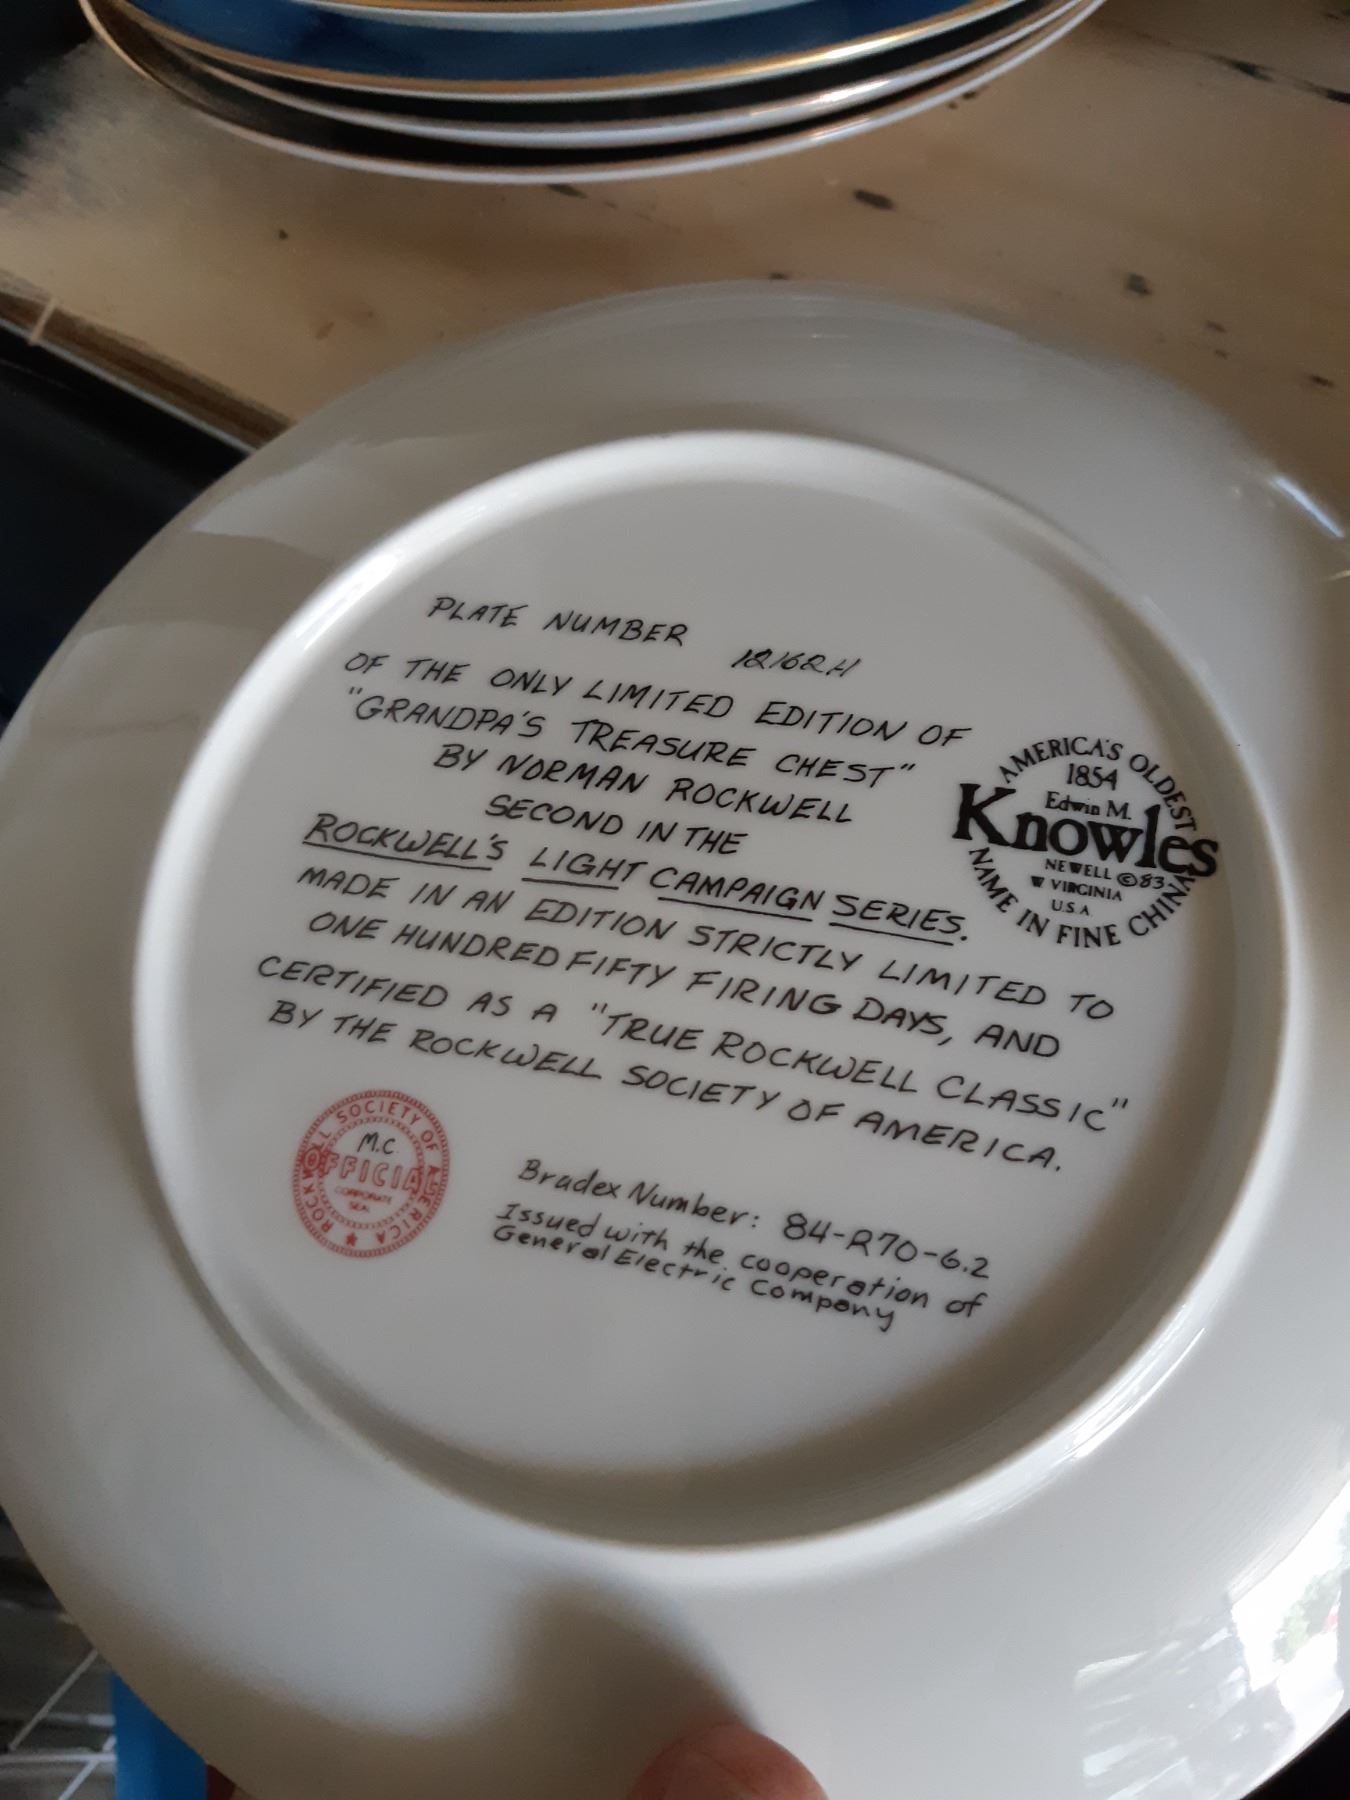 PLATE NUMBER 12162H
OF THE ONLY LIMITED EDITION OF
"GRANDPA'S TREASURE CHEST"
BY NORMAN ROCKWELL
SECOND IN THE
ROCKWELL'S LIGHT CAMPAIGN SERIES.
MADE IN AN EDITION STRICTLY LIMITED TO
ONE HUNDRED FIFTY FIRING DAYS, AND
CERTIFIED AS A "TRUE ROCKWELL CLASSIC"
BY THE ROCKWELL SOCIETY OF AMERICA.
AMERICA'S OLDEST
1854
Edwin M.
Knowles
NEWELL ©83
W VIRGINIA
U.S.A.
NAME IN FINE CHINA
ROCKWELL SOCIETY OF AMERICA
M.C.
OFFICIAL
CORPORATE
SEAL
Bradex Number: 84-R70-6.2
Issued with the cooperation of
General Electric Company